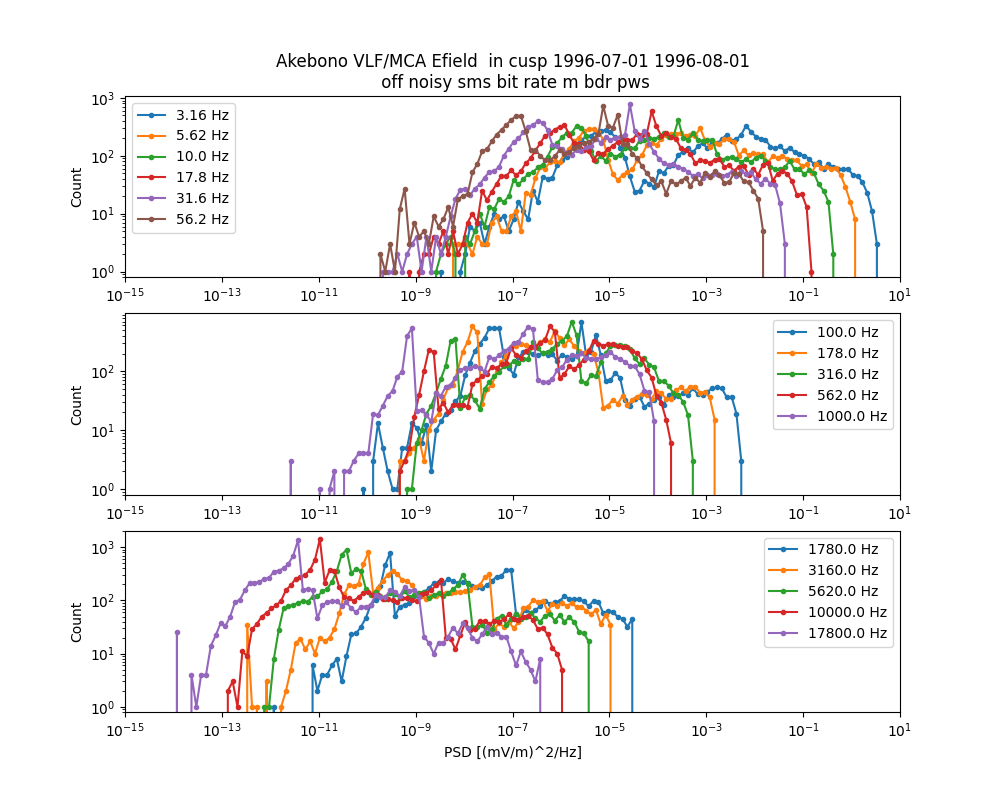 Akebono VLF/MCA Efield  in cusp 1996-07-01 1996-08-01
off noisy sms bit rate m bdr pws
Count
10^3
10^2
10^1
10^0
3.16 Hz
5.62 Hz
10.0 Hz
17.8 Hz
31.6 Hz
56.2 Hz
10^-15 10^-13 10^-11 10^-9 10^-7 10^-5 10^-3 10^-1 10^1
Count
10^2
10^1
10^0
100.0 Hz
178.0 Hz
316.0 Hz
562.0 Hz
1000.0 Hz
10^-15 10^-13 10^-11 10^-9 10^-7 10^-5 10^-3 10^-1 10^1
Count
10^3
10^2
10^1
10^0
1780.0 Hz
3160.0 Hz
5620.0 Hz
10000.0 Hz
17800.0 Hz
10^-15 10^-13 10^-11 10^-9 10^-7 10^-5 10^-3 10^-1 10^1
PSD [(mV/m)^2/Hz]